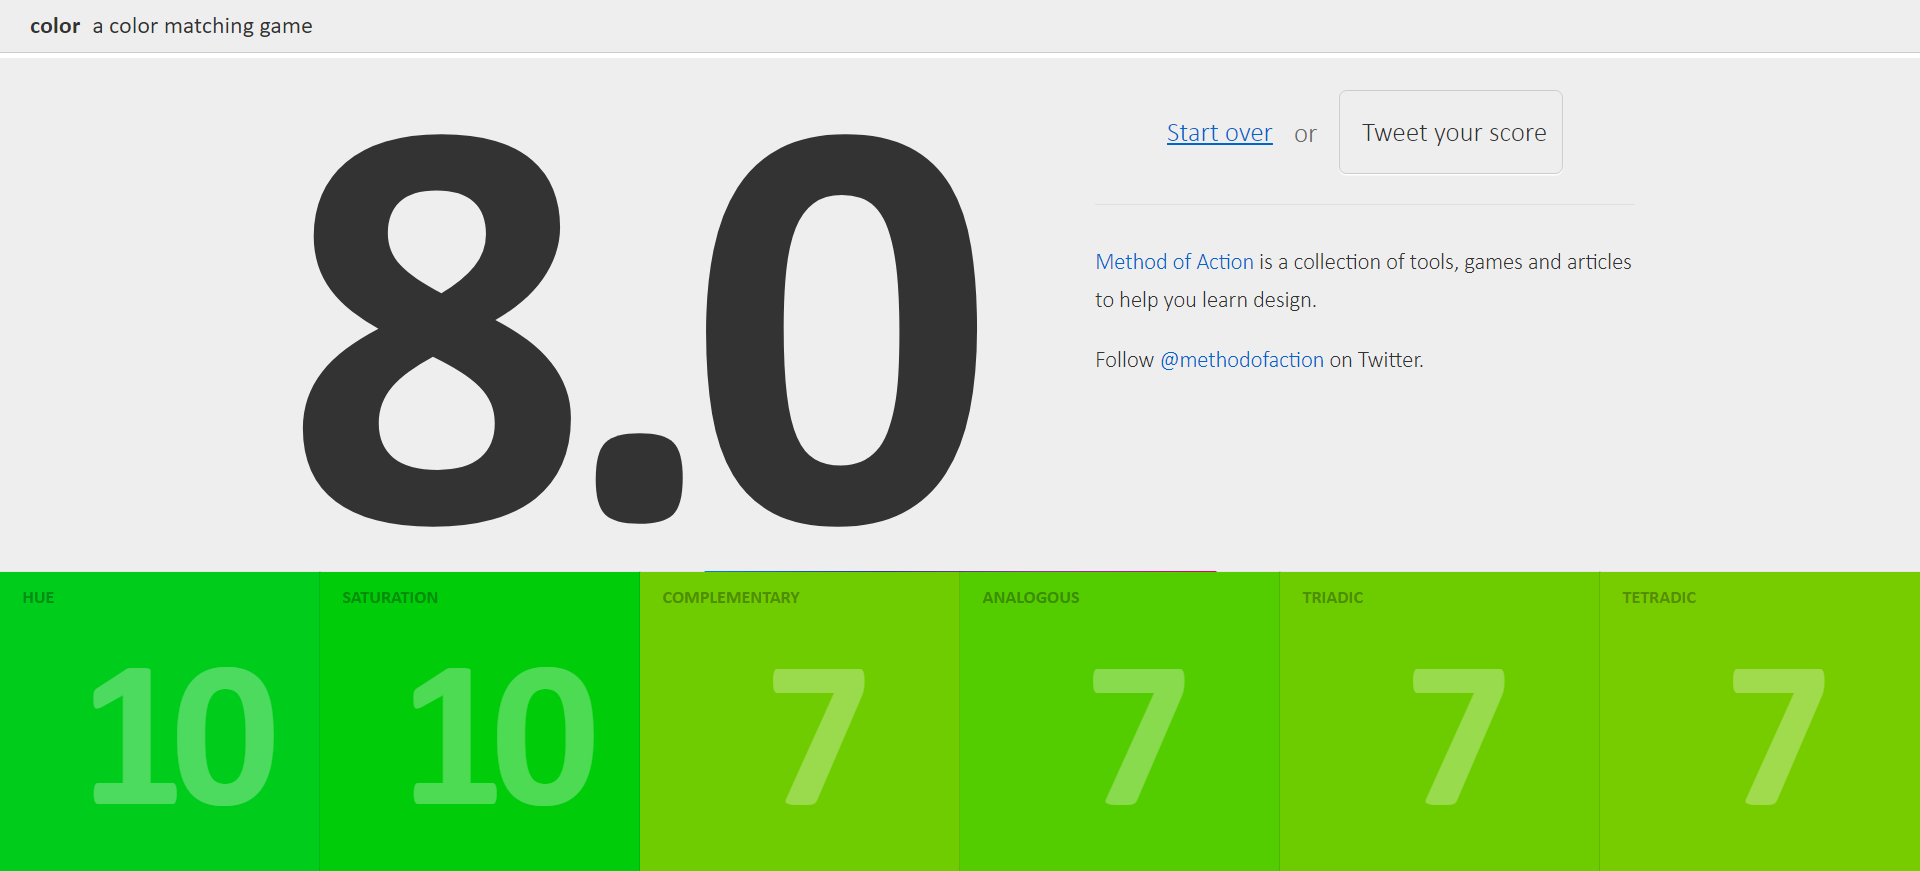 color a color matching game
8.0
Start over or Tweet your score
Method of Action is a collection of tools, games and articles
to help you learn design.
Follow @methodofaction on Twitter.
HUE SATURATION COMPLEMENTARY ANALOGOUS TRIADIC TETRADIC
10 10 7 7 7 7